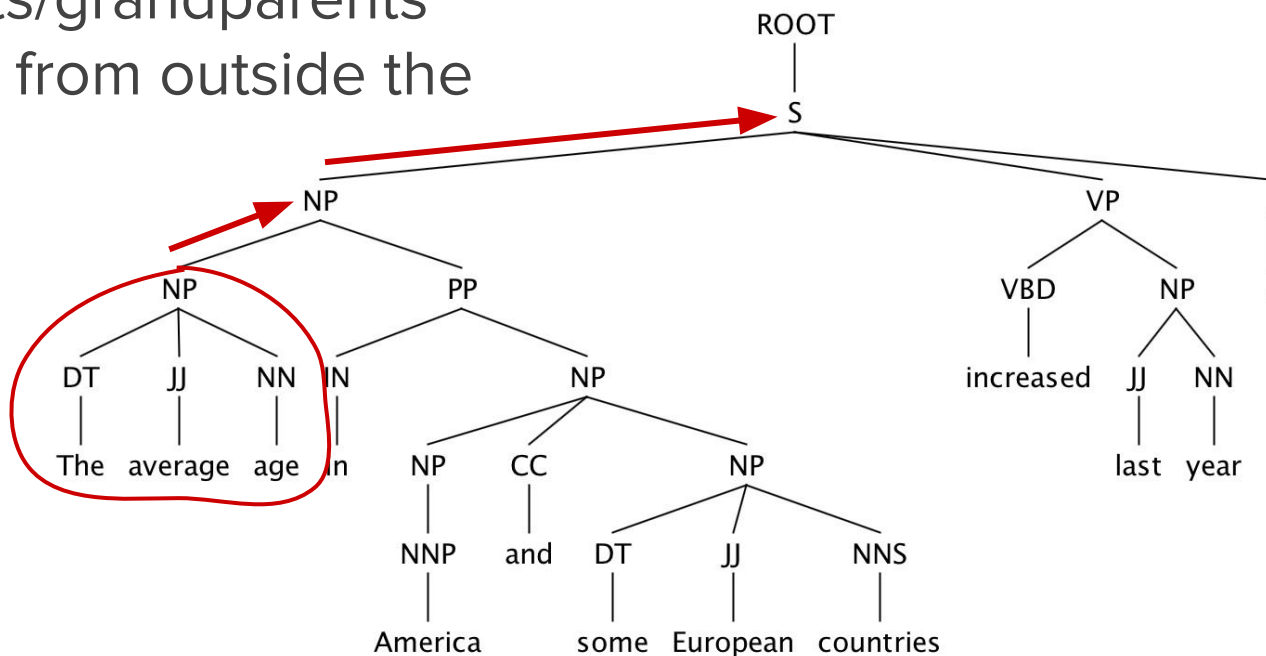 ts/grandparents
from outside the
ROOT
S
NP VP
NP PP VBD NP
DT JJ NN IN NP increased JJ NN
The average age in NP CC NP last year
NNP and DT JJ NNS
America some European countries